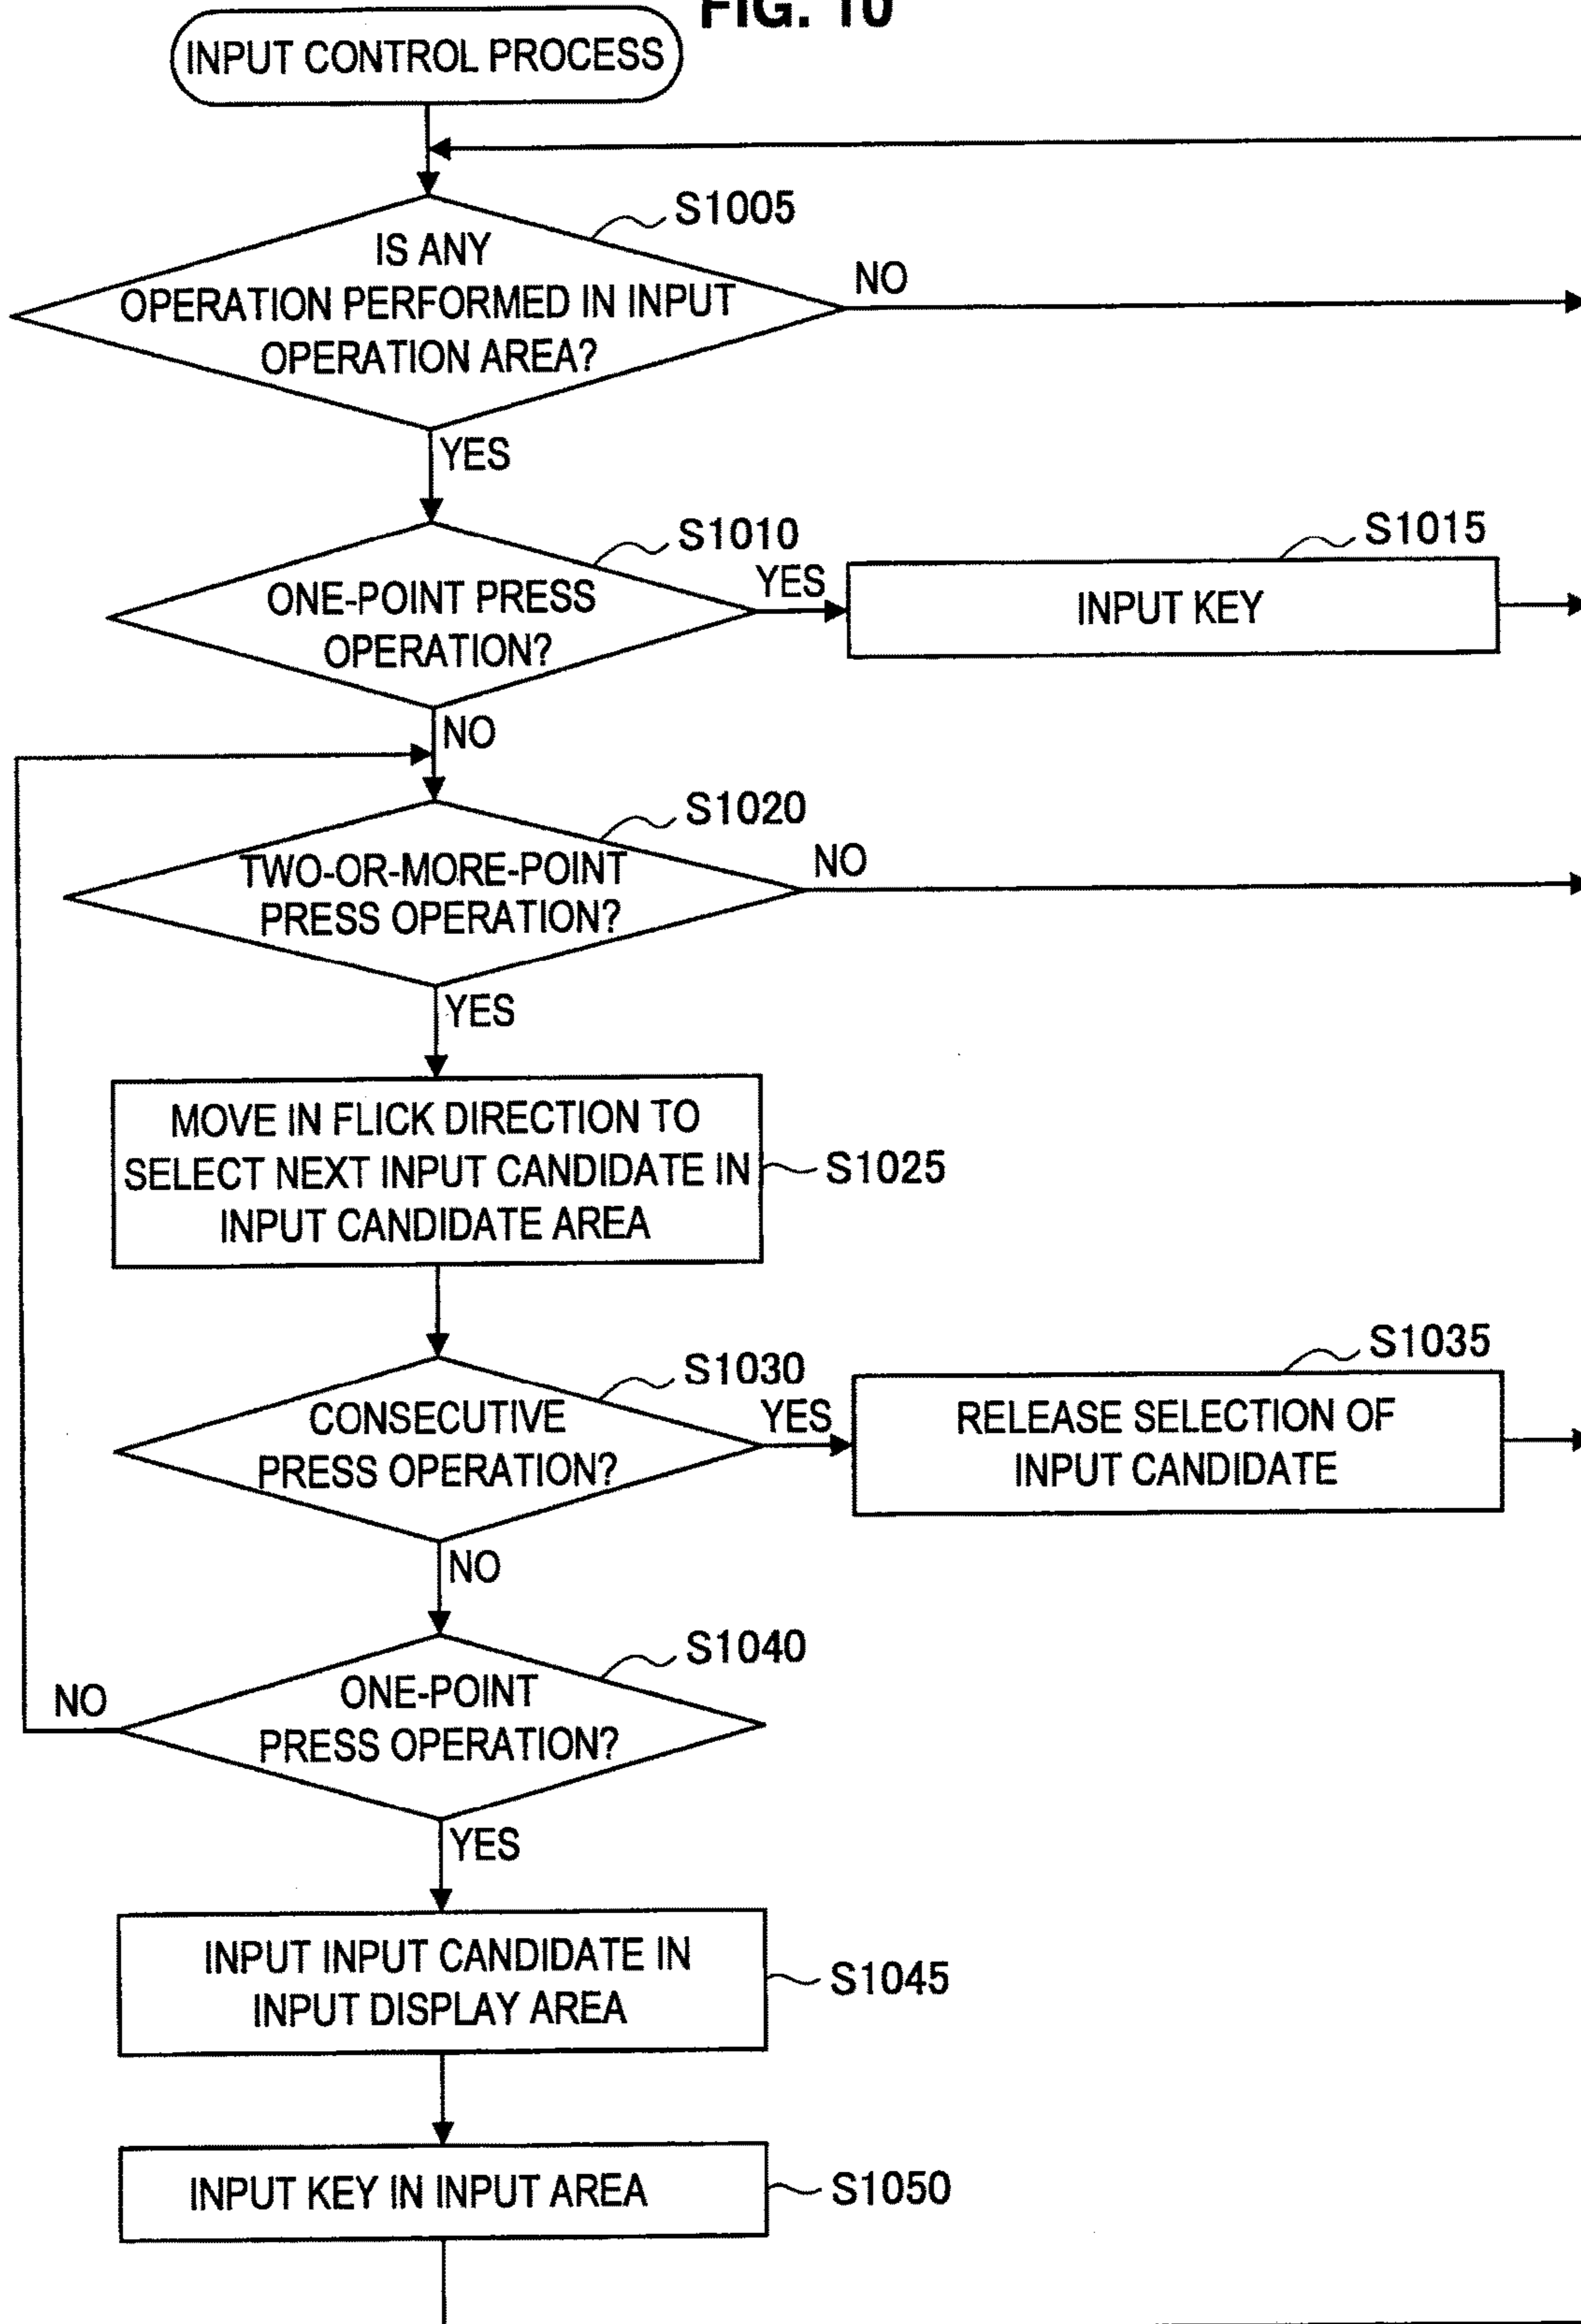 FIG. 10
INPUT CONTROL PROCESS
S1005
IS ANY
OPERATION PERFORMED IN INPUT
OPERATION AREA?
NO
YES
S1010
ONE-POINT PRESS
OPERATION?
YES
S1015
INPUT KEY
NO
S1020
TWO-OR-MORE-POINT
PRESS OPERATION?
NO
YES
MOVE IN FLICK DIRECTION TO
SELECT NEXT INPUT CANDIDATE IN
INPUT CANDIDATE AREA
S1025
S1030
CONSECUTIVE
PRESS OPERATION?
YES
S1035
RELEASE SELECTION OF
INPUT CANDIDATE
NO
S1040
ONE-POINT
PRESS OPERATION?
NO
YES
INPUT INPUT CANDIDATE IN
INPUT DISPLAY AREA
S1045
INPUT KEY IN INPUT AREA
S1050